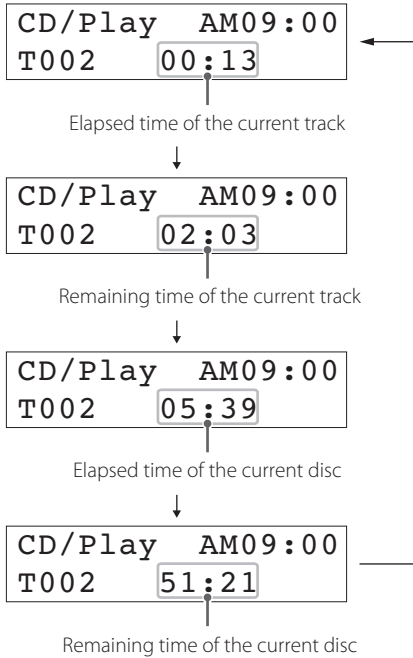 CD/Play AM09:00
T002 00:13
Elapsed time of the current track
CD/Play AM09:00
T002 02:03
Remaining time of the current track
CD/Play AM09:00
T002 05:39
Elapsed time of the current disc
CD/Play AM09:00
T002 51:21
Remaining time of the current disc